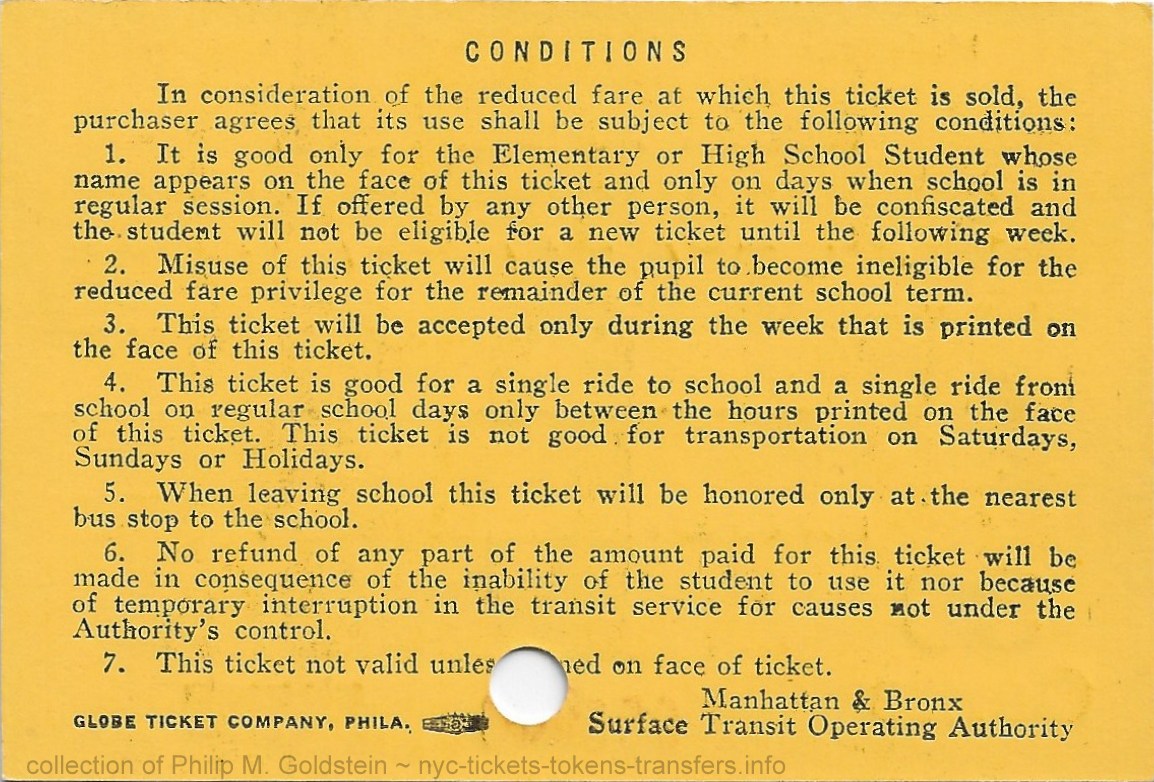 CONDITIONS
In consideration of the reduced fare at which this ticket is sold, the
purchaser agrees that its use shall be subject to the following conditions:
1. It is good only for the Elementary or High School Student whose
name appears on the face of this ticket and only on days when school is in
regular session. If offered by any other person, it will be confiscated and
the student will not be eligible for a new ticket until the following week.
2. Misuse of this ticket will cause the pupil to become ineligible for the
reduced fare privilege for the remainder of the current school term.
3. This ticket will be accepted only during the week that is printed on
the face of this ticket.
4. This ticket is good for a single ride to school and a single ride from
school on regular school days only between the hours printed on the face
of this ticket. This ticket is not good for transportation on Saturdays,
Sundays or Holidays.
5. When leaving school this ticket will be honored only at the nearest
bus stop to the school.
6. No refund of any part of the amount paid for this ticket will be
made in consequence of the inability of the student to use it nor because
of temporary interruption in the transit service for causes not under the
Authority's control.
7. This ticket not valid on face of ticket.
Manhattan & Bronx
GLOBE TICKET COMPANY, PHILA. Surface Transit Operating Authority
collection of Philip M. Goldstein ~ nyc-tickets-tokens-transfers.info